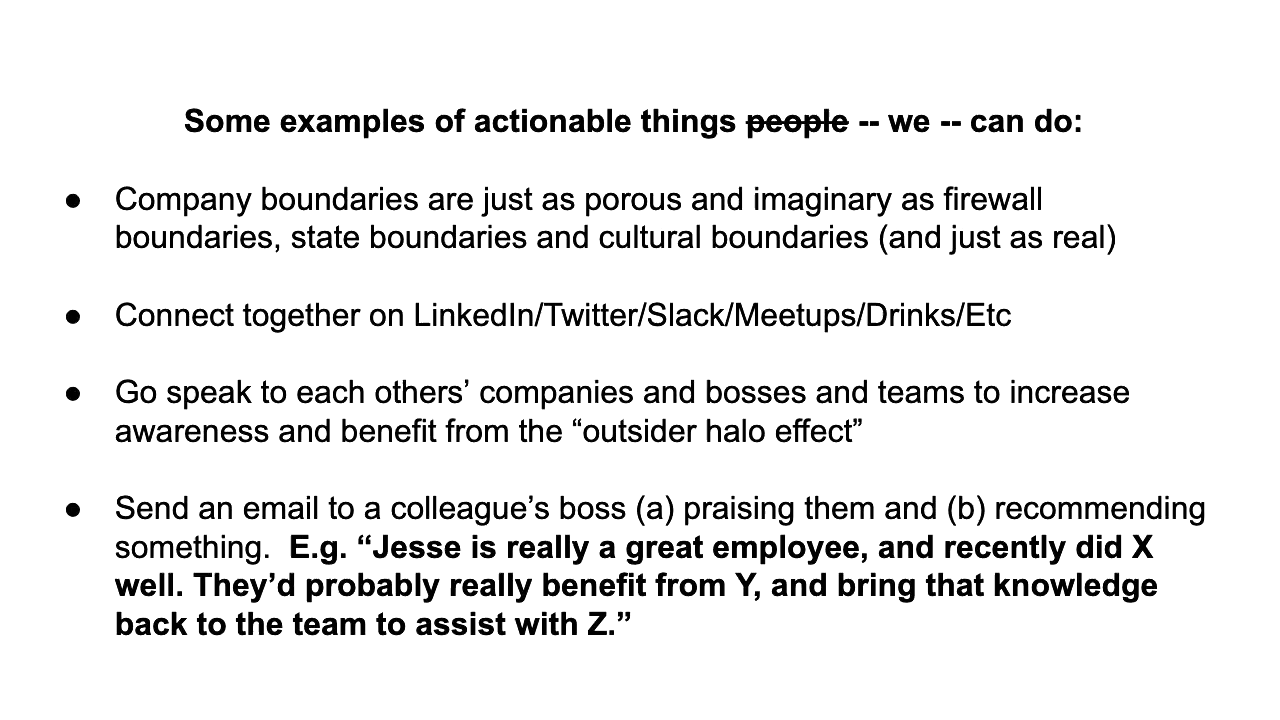 Some examples of actionable things people -- we -- can do:
● Company boundaries are just as porous and imaginary as firewall
boundaries, state boundaries and cultural boundaries (and just as real)
● Connect together on LinkedIn/Twitter/Slack/Meetups/Drinks/Etc
● Go speak to each others’ companies and bosses and teams to increase
awareness and benefit from the “outsider halo effect”
● Send an email to a colleague’s boss (a) praising them and (b) recommending
something. E.g. “Jesse is really a great employee, and recently did X
well. They’d probably really benefit from Y, and bring that knowledge
back to the team to assist with Z.”